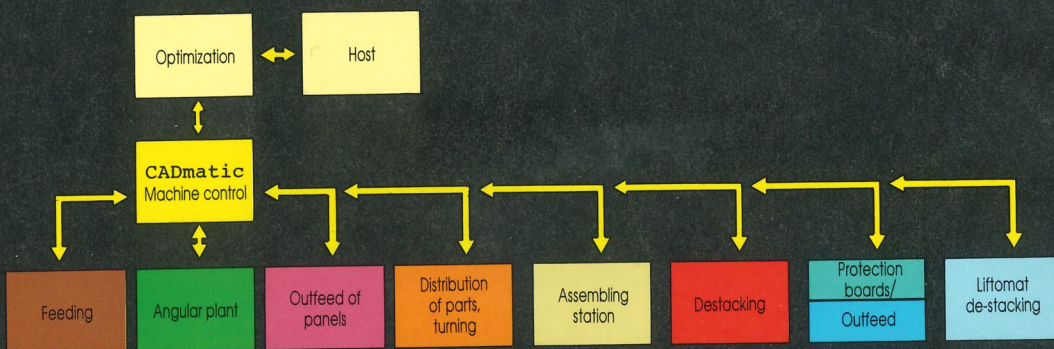 Optimization
Host
CADmatic
Machine control
Feeding
Angular plant
Outfeed of
panels
Distribution
of parts,
turning
Assembling
station
Destacking
Protection
boards/
Outfeed
Liftomat
de-stacking